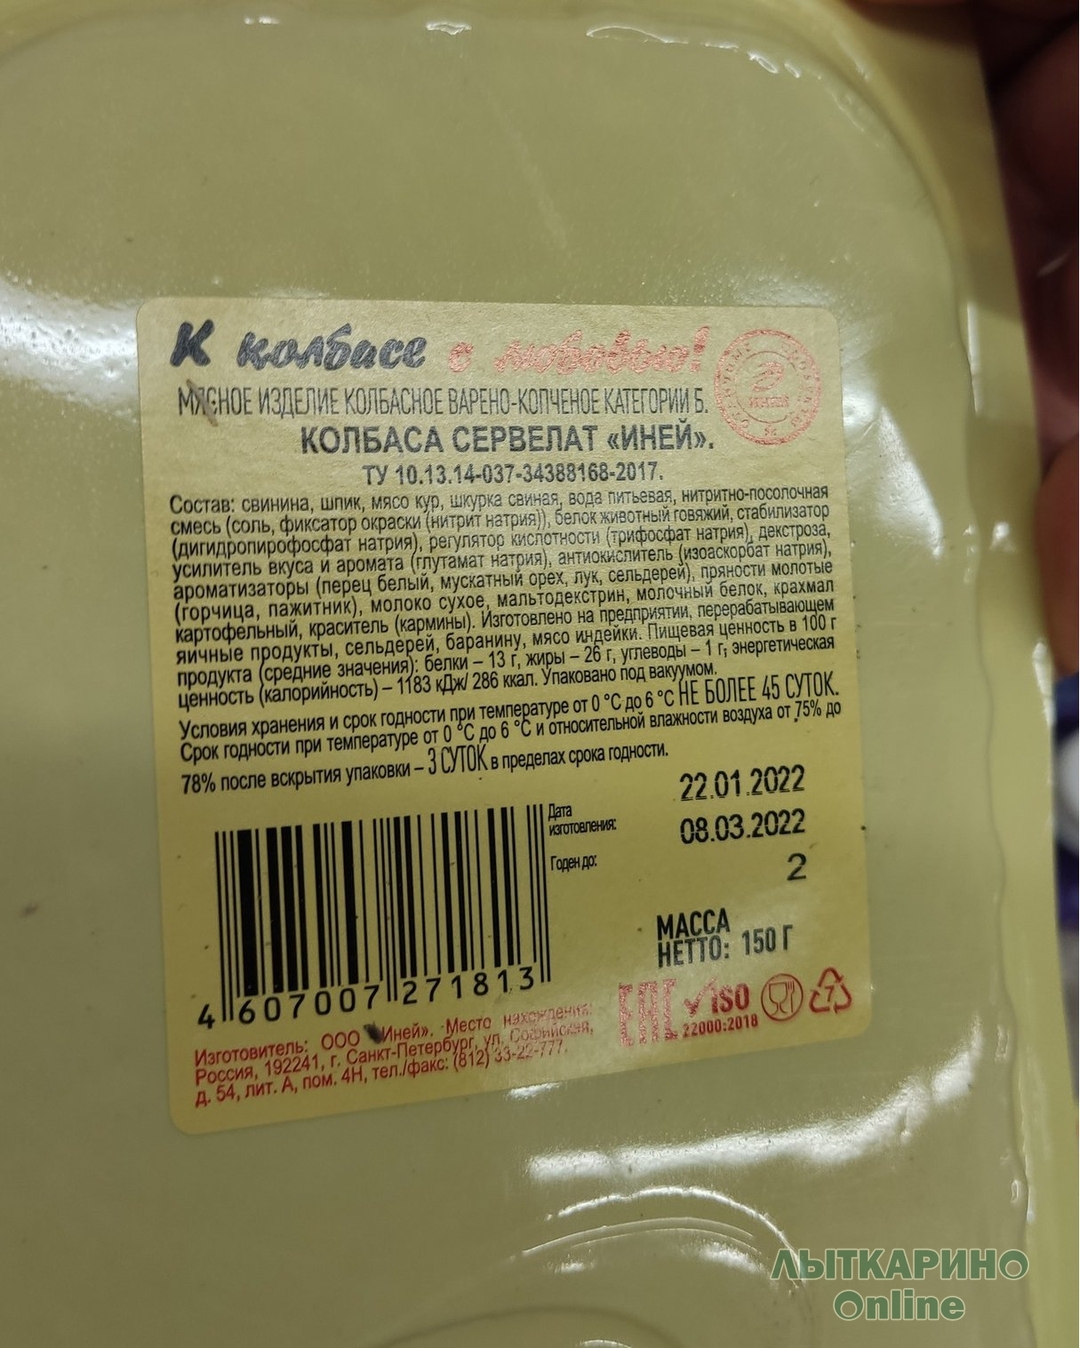 К колбасе с любовью!
ИНЕЙ
МЯСНОЕ ИЗДЕЛИЕ КОЛБАСНОЕ ВАРЕНО-КОПЧЕНОЕ КАТЕГОРИИ Б.
КОЛБАСА СЕРВЕЛАТ «ИНЕЙ».
ТУ 10.13.14-037-34388168-2017.
Состав: свинина, шпик, мясо кур, шкурка свиная, вода питьевая, нитритно-посолочная
смесь (соль, фиксатор окраски (нитрит натрия)), белок животный говяжий, стабилизатор
(дигидропирофосфат натрия), регулятор кислотности (трифосфат натрия), декстроза,
усилитель вкуса и аромата (глутамат натрия), антиокислитель (изоаскорбат натрия),
ароматизаторы (перец белый, мускатный орех, лук, сельдерей), пряности молотые
(горчица, пажитник), молоко сухое, мальтодекстрин, молочный белок, крахмал
картофельный, краситель (кармины). Изготовлено на предприятии, перерабатывающем
яичные продукты, сельдерей, баранину, мясо индейки. Пищевая ценность в 100 г
продукта (средние значения): белки – 13 г, жиры – 26 г, углеводы – 1 г; энергетическая
ценность (калорийность) – 1183 кДж/ 286 ккал. Упаковано под вакуумом.
Условия хранения и срок годности при температуре от 0 °С до 6 °С НЕ БОЛЕЕ 45 СУТОК.
Срок годности при температуре от 0 °С до 6 °С и относительной влажности воздуха от 75% до
78% после вскрытия упаковки – 3 СУТОК в пределах срока годности.
22.01.2022
Дата
изготовления:
08.03.2022
Годен до:
2
МАССА
НЕТТО: 150 Г
4 607007 271813
EAC ISO
22000:2018
7
Изготовитель: ООО «Иней». Место нахождения:
Россия, 192241, г. Санкт-Петербург, ул. Софийская,
д. 54, лит. А, пом. 4Н, тел./факс: (812) 33-22-777.
ЛЫТКАРИНО
Online